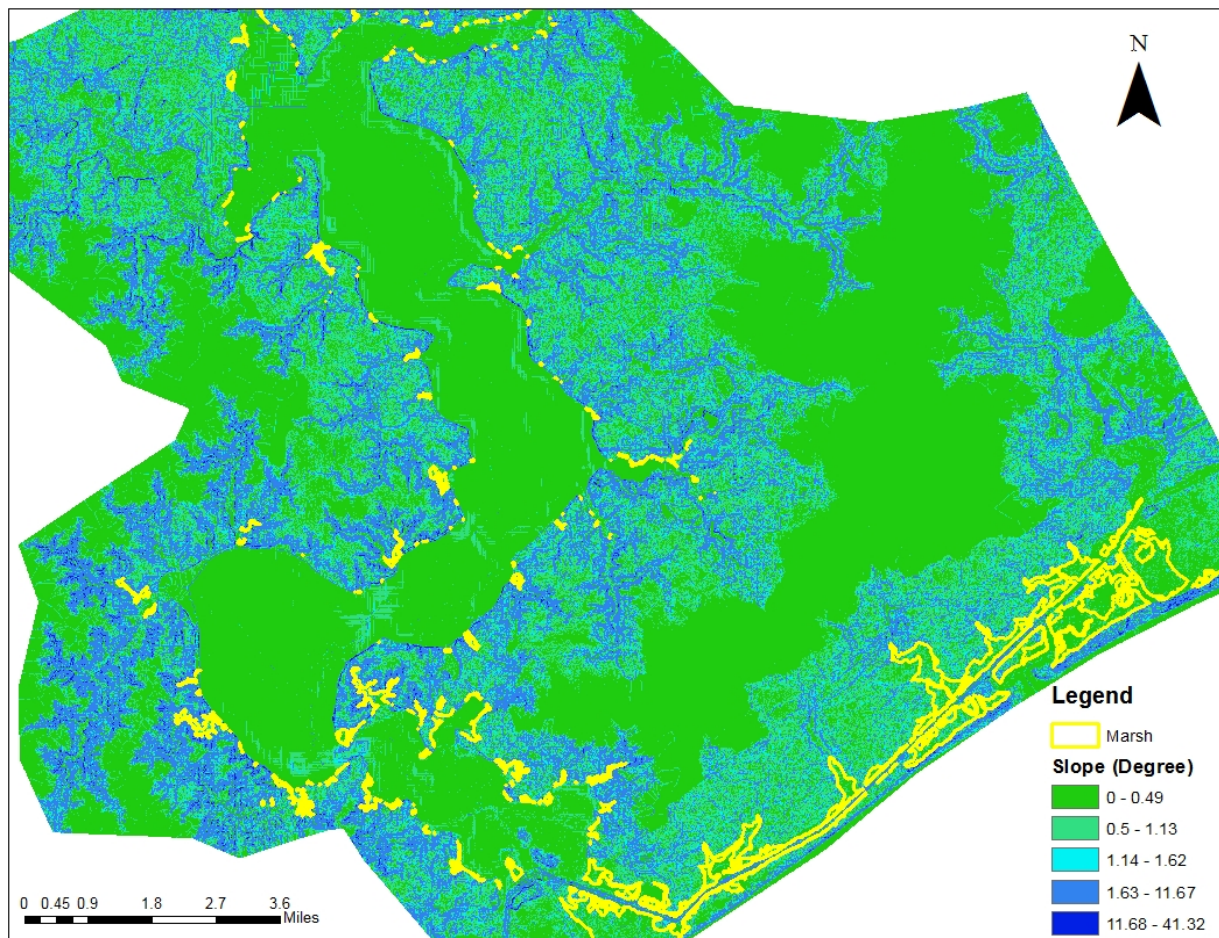 N
Legend
Marsh
Slope (Degree)
0 - 0.49
0.5 - 1.13
1.14 - 1.62
1.63 - 11.67
11.68 - 41.32
0 0.45 0.9 1.8 2.7 3.6
Miles